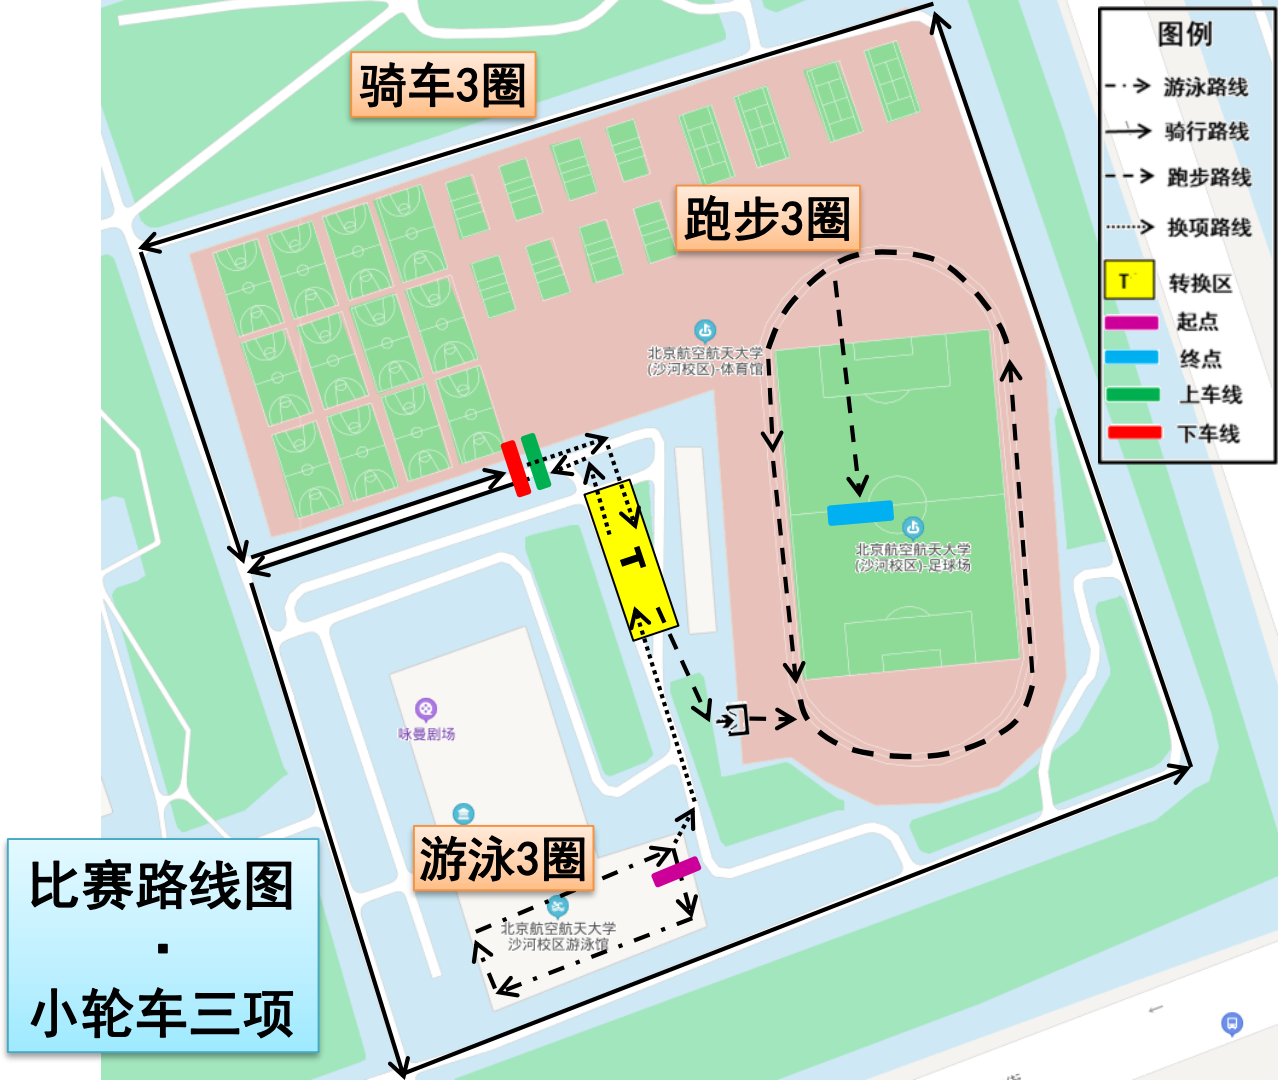 骑车3圈
图例
游泳路线
骑行路线
跑步路线
换项路线
T
转换区
起点
终点
上车线
下车线
跑步3圈
北京航空航天大学
(沙河校区)-体育馆
北京航空航天大学
(沙河校区)-足球场
T
咏曼剧场
游泳3圈
北京航空航天大学
沙河校区游泳馆
比赛路线图
·
小轮车三项